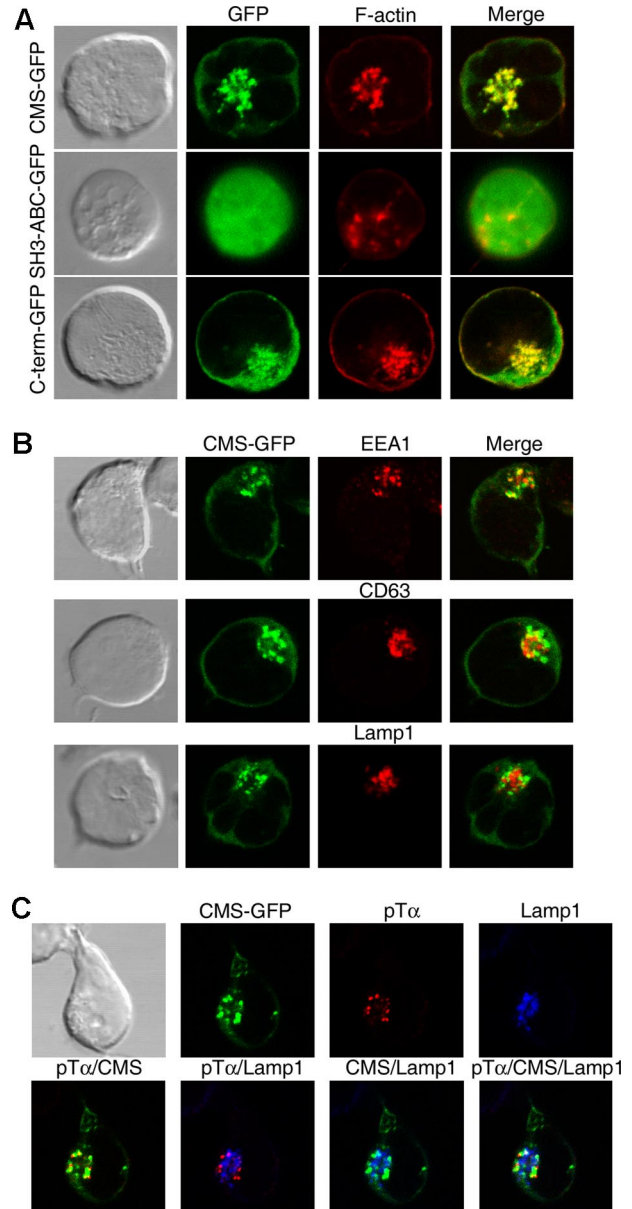 A
GFP F-actin Merge
CMS-GFP
SH3-ABC-GFP
C-term-GFP
B
CMS-GFP EEA1 Merge
CD63
Lamp1
C
CMS-GFP pTα Lamp1
pTα/CMS pTα/Lamp1 CMS/Lamp1 pTα/CMS/Lamp1